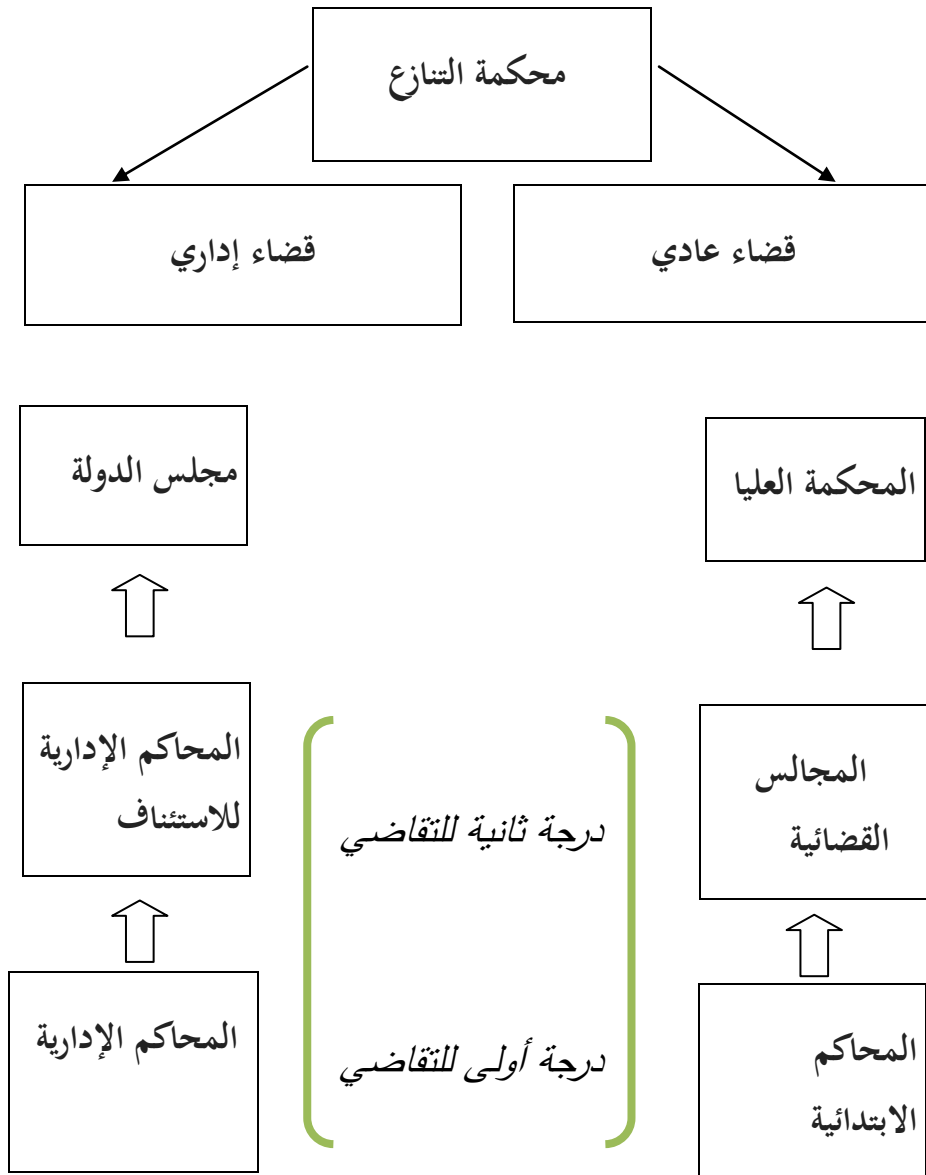 محكمة التنازع
قضاء عادي
قضاء إداري
المحكمة العليا
مجلس الدولة
المجالس
القضائية
درجة ثانية للتقاضي
المحاكم الإدارية
للاستئناف
المحاكم
الابتدائية
درجة أولى للتقاضي
المحاكم الإدارية